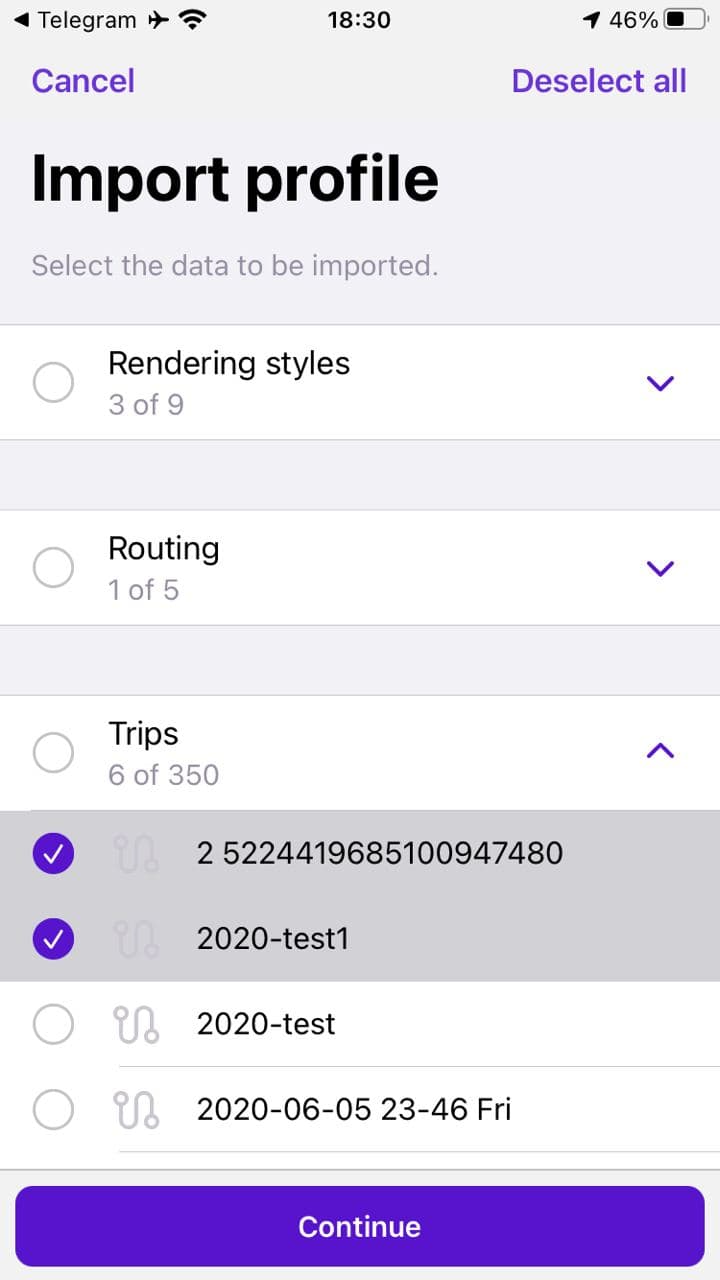 Telegram 18:30 46%
Cancel Deselect all
Import profile
Select the data to be imported.
Rendering styles
3 of 9
Routing
1 of 5
Trips
6 of 350
2 5224419685100947480
2020-test1
2020-test
2020-06-05 23-46 Fri
Continue